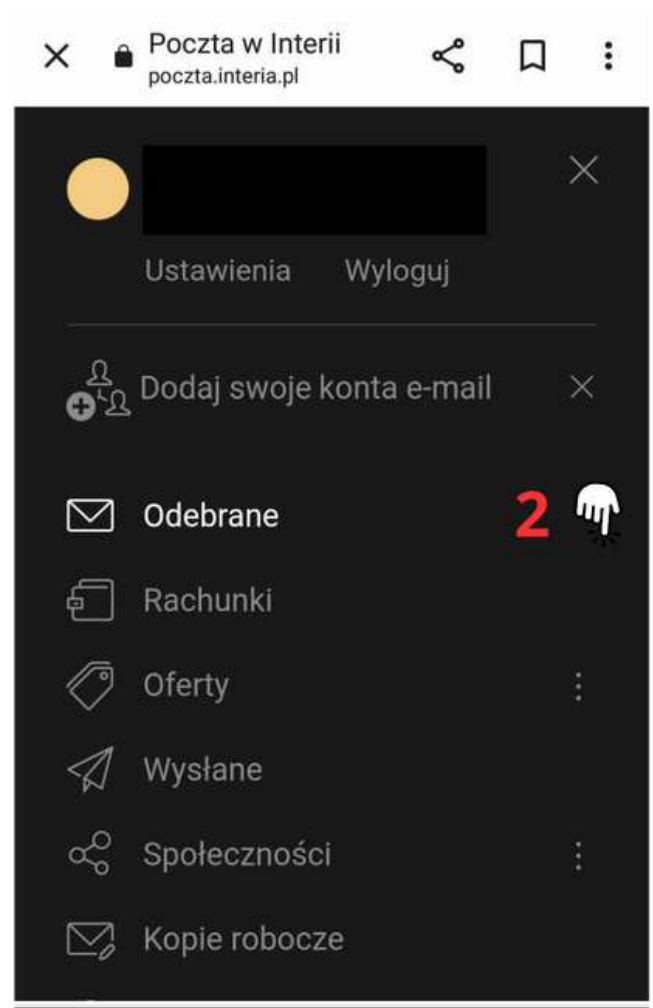 Poczta w Interii
poczta.interia.pl
Ustawienia Wyloguj
Dodaj swoje konta e-mail
Odebrane 2
Rachunki
Oferty
Wysłane
Społeczności
Kopie robocze